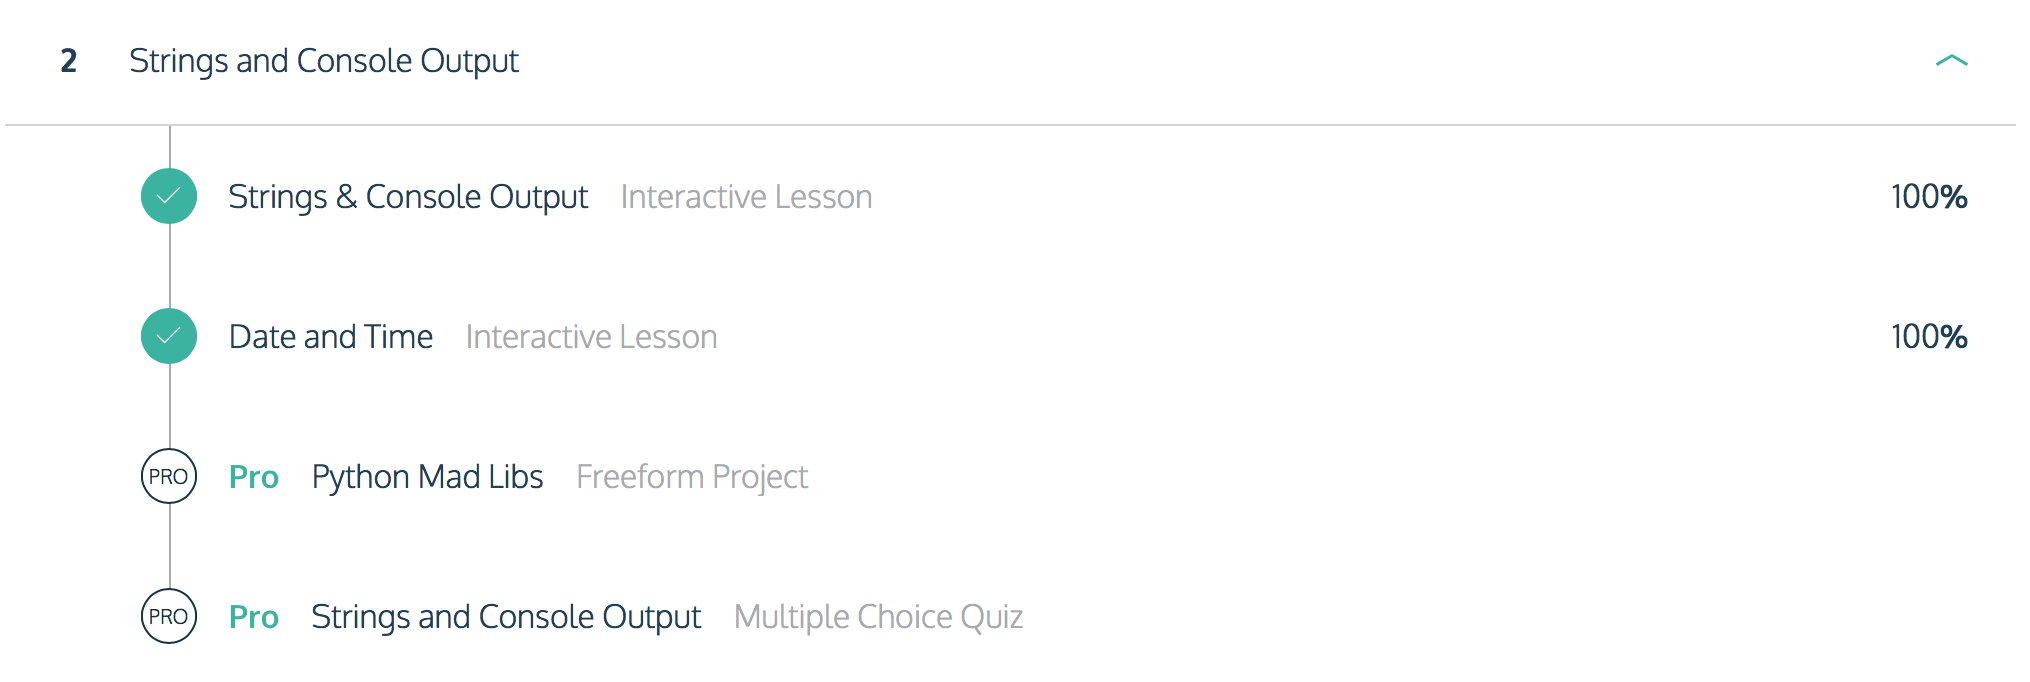 2 Strings and Console Output
Strings & Console Output Interactive Lesson 100%
Date and Time Interactive Lesson 100%
PRO Pro Python Mad Libs Freeform Project
PRO Pro Strings and Console Output Multiple Choice Quiz